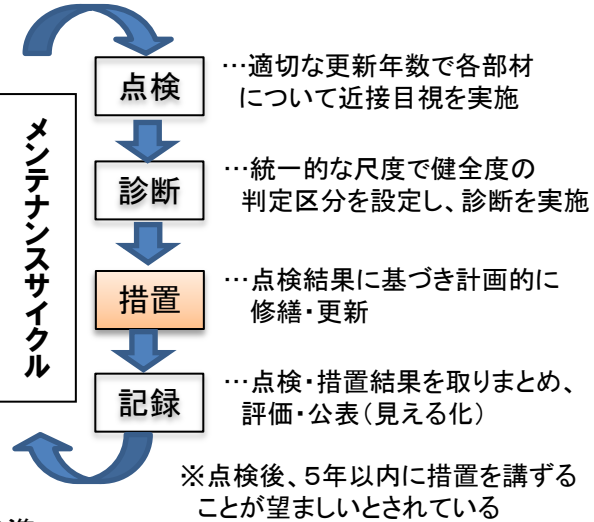 メンテナンスサイクル
点検
…適切な更新年数で各部材
について近接目視を実施
診断
…統一的な尺度で健全度の
判定区分を設定し、診断を実施
措置
…点検結果に基づき計画的に
修繕・更新
記録
…点検・措置結果を取りまとめ、
評価・公表（見える化）
※点検後、５年以内に措置を講ずる
ことが望ましいとされている